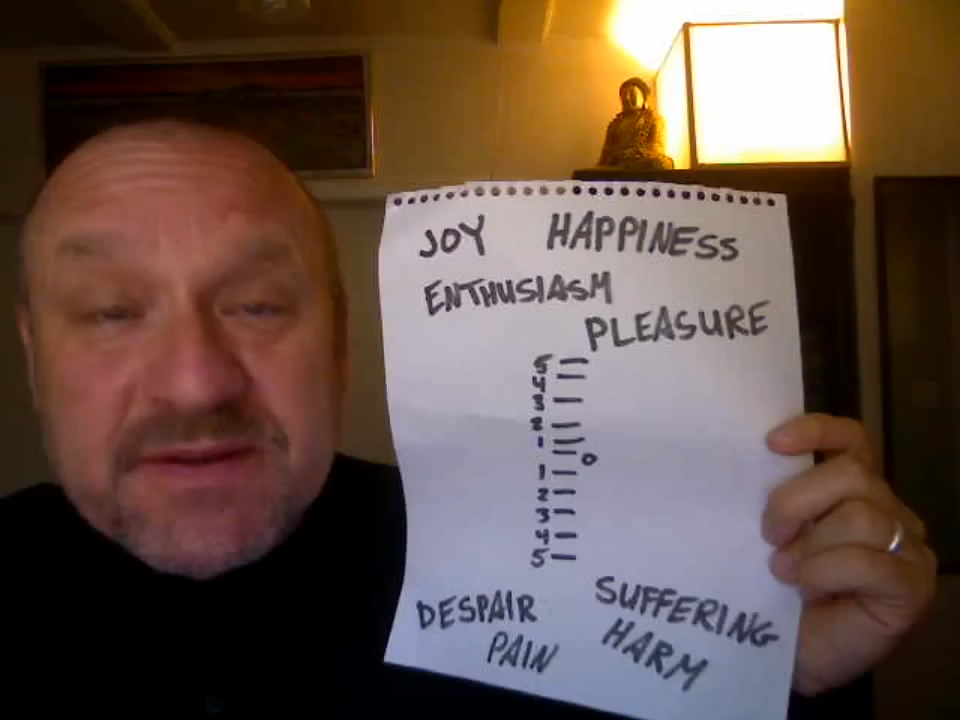 JOY HAPPINESS
ENTHUSIASM
PLEASURE
5
4
3
2
1
0
1
2
3
4
5
DESPAIR SUFFERING
PAIN HARM